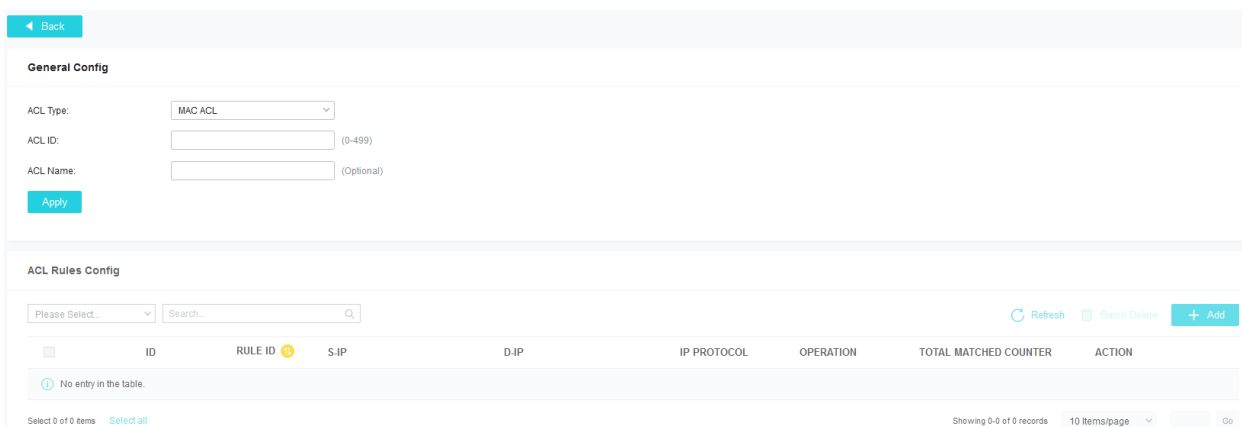 Back
General Config
ACL Type: MAC ACL
ACL ID: (0-499)
ACL Name: (Optional)
Apply
ACL Rules Config
Please Select... Search... Refresh Batch Delete + Add
ID RULE ID S-IP D-IP IP PROTOCOL OPERATION TOTAL MATCHED COUNTER ACTION
No entry in the table.
Select 0 of 0 items Select all Showing 0-0 of 0 records 10 Items/page Go